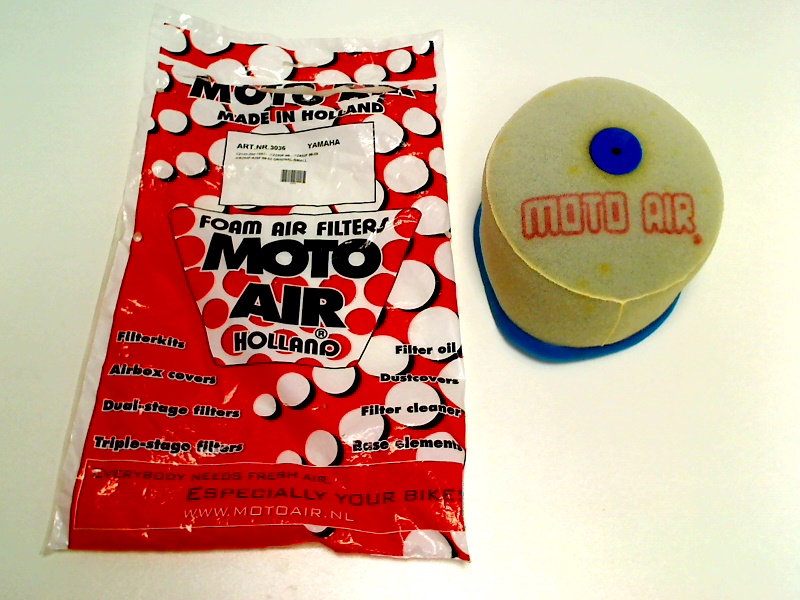 MOTO AIR
MADE IN HOLLAND
ART.NR. 3036 YAMAHA
FOAM AIR FILTERS
MOTO
AIR
®
HOLLAND
Filterkits
Airbox covers
Dual-stage filters
Triple-stage filters
Filter oil
Dustcovers
Filter cleaner
Base elements
EVERYBODY NEEDS FRESH AIR
ESPECIALLY YOUR BIKE
WWW.MOTOAIR.NL
MOTO AIR®